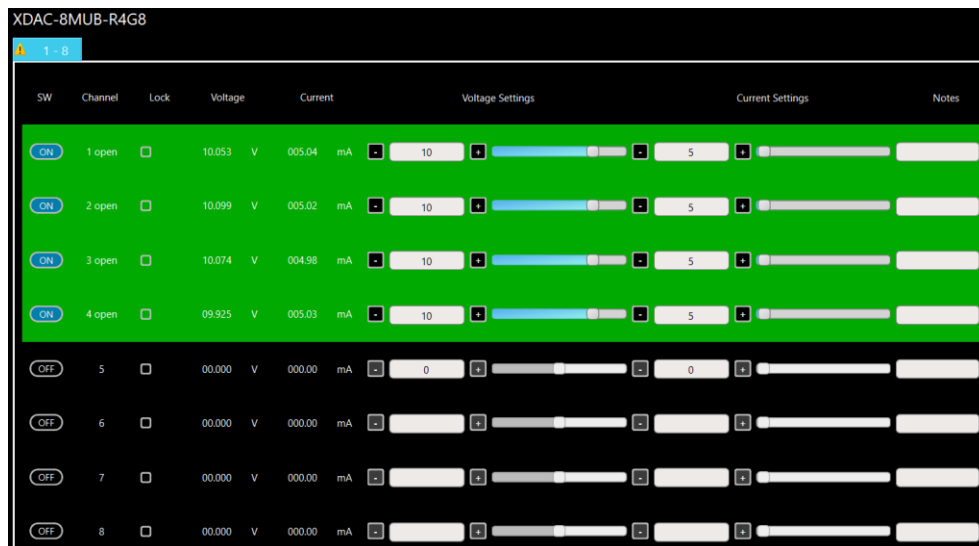 XDAC-8MUB-R4G8
1 - 8
SW Channel Lock Voltage Current Voltage Settings Current Settings Notes
ON 1 open 10.053 V 005.04 mA - 10 + - 5 +
ON 2 open 10.099 V 005.02 mA - 10 + - 5 +
ON 3 open 10.074 V 004.98 mA - 10 + - 5 +
ON 4 open 09.925 V 005.03 mA - 10 + - 5 +
OFF 5 00.000 V 000.00 mA - 0 + - 0 +
OFF 6 00.000 V 000.00 mA - + - +
OFF 7 00.000 V 000.00 mA - + - +
OFF 8 00.000 V 000.00 mA - + - +